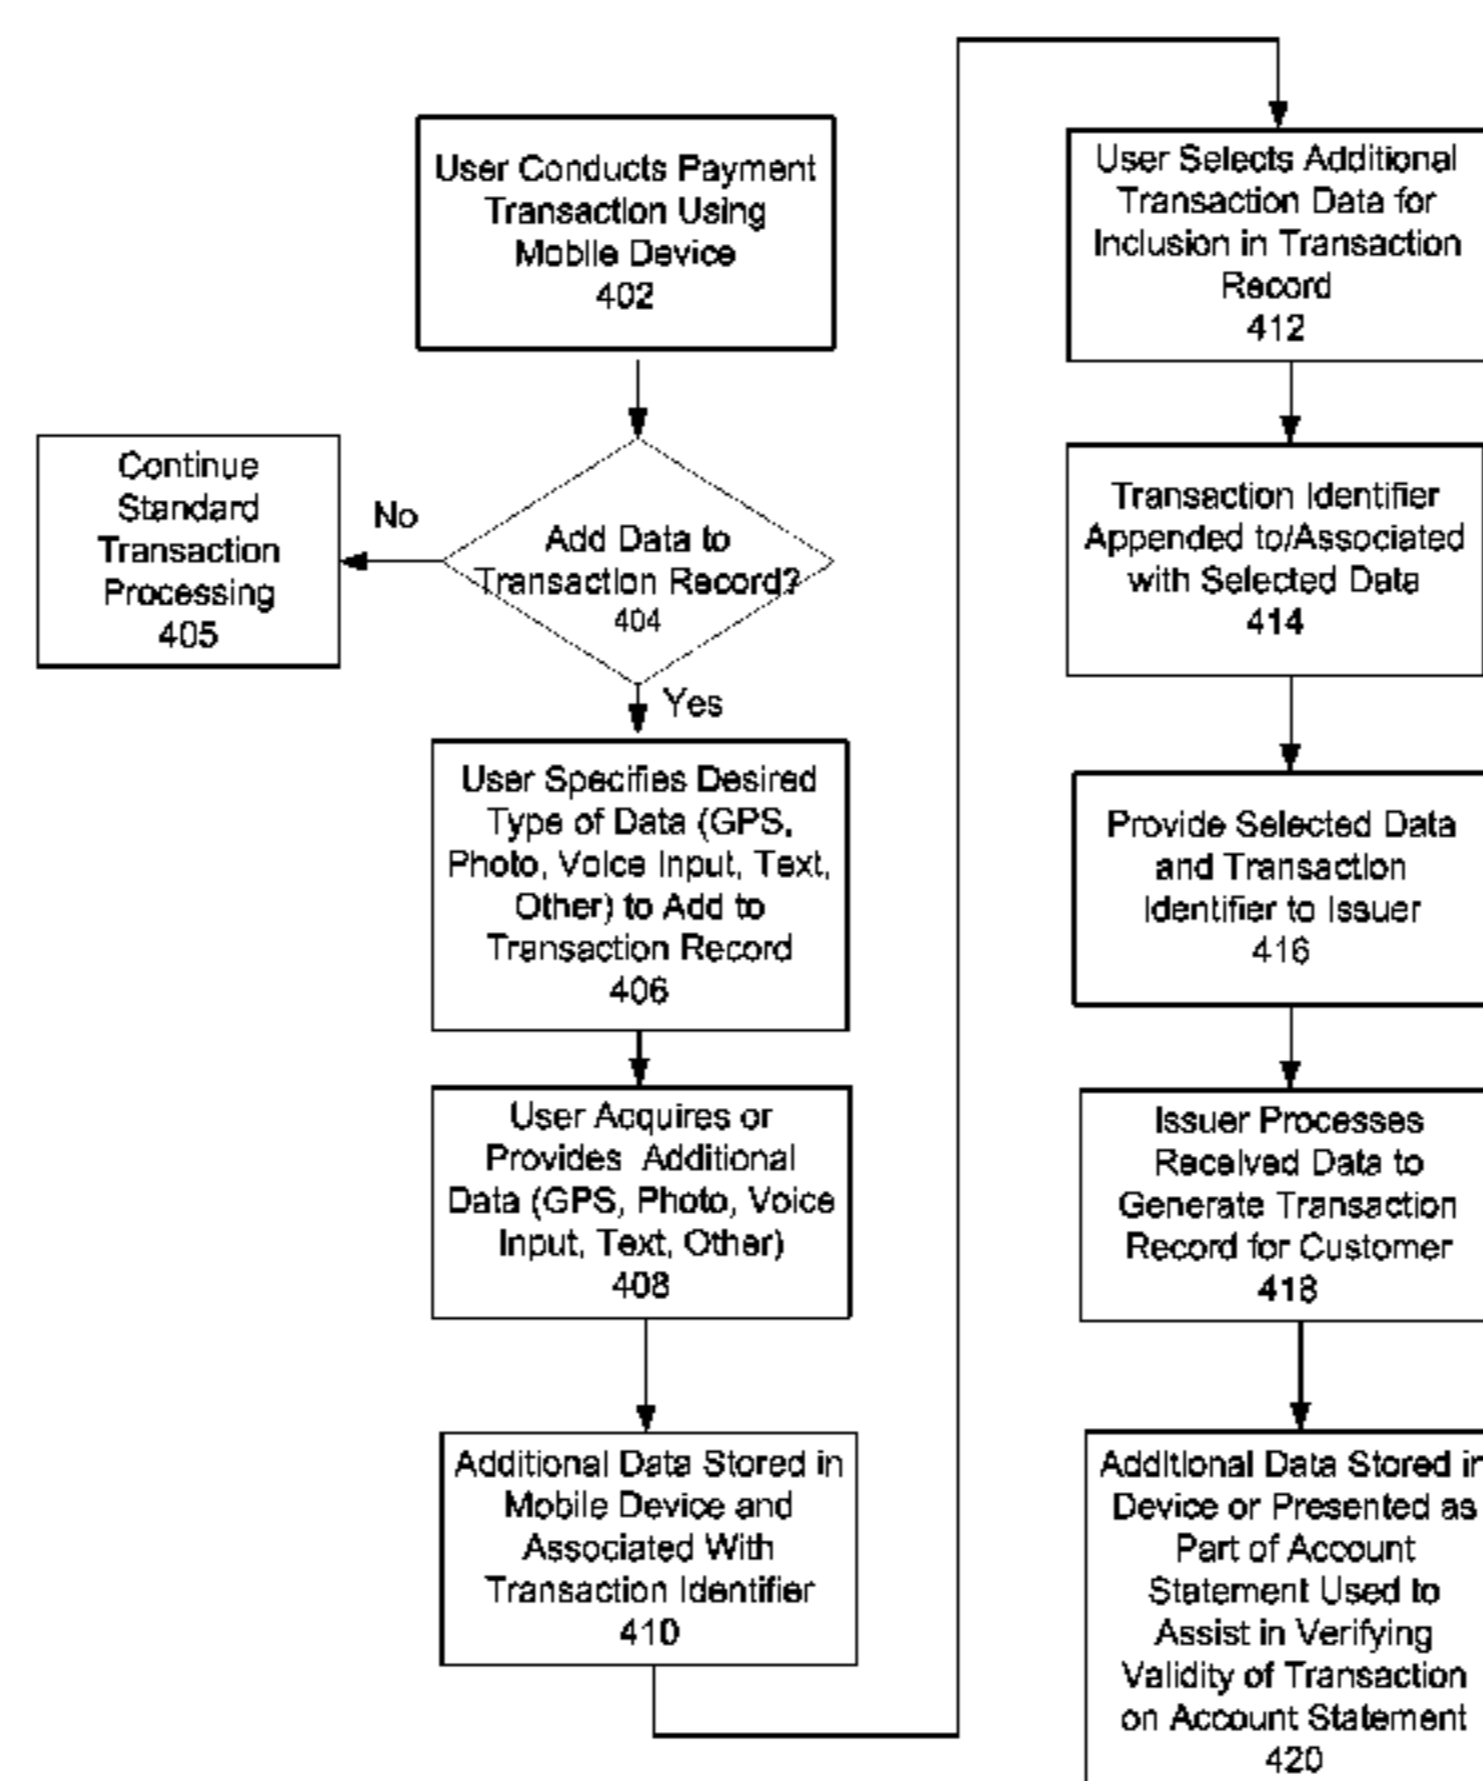 User Conducts Payment
Transaction Using
Mobile Device
402
Add Data to
Transaction Record?
404
No
Continue
Standard
Transaction
Processing
405
Yes
User Specifies Desired
Type of Data (GPS,
Photo, Voice Input, Text,
Other) to Add to
Transaction Record
406
User Acquires or
Provides Additional
Data (GPS, Photo, Voice
Input, Text, Other)
408
Additional Data Stored in
Mobile Device and
Associated With
Transaction Identifier
410
User Selects Additional
Transaction Data for
Inclusion in Transaction
Record
412
Transaction Identifier
Appended to/Associated
with Selected Data
414
Provide Selected Data
and Transaction
Identifier to Issuer
416
Issuer Processes
Received Data to
Generate Transaction
Record for Customer
418
Additional Data Stored in
Device or Presented as
Part of Account
Statement Used to
Assist in Verifying
Validity of Transaction
on Account Statement
420